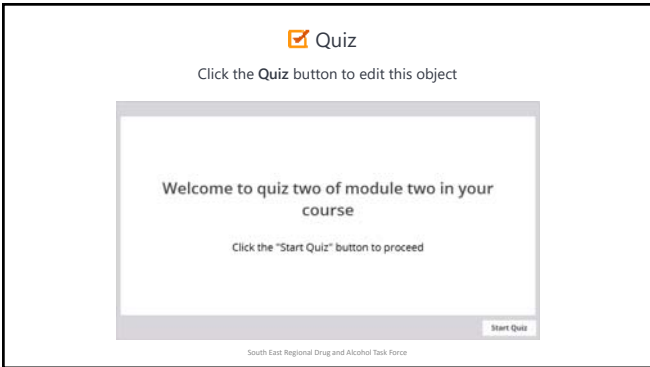 Quiz
Click the Quiz button to edit this object
Welcome to quiz two of module two in your
course
Click the "Start Quiz" button to proceed
Start Quiz
South East Regional Drug and Alcohol Task Force